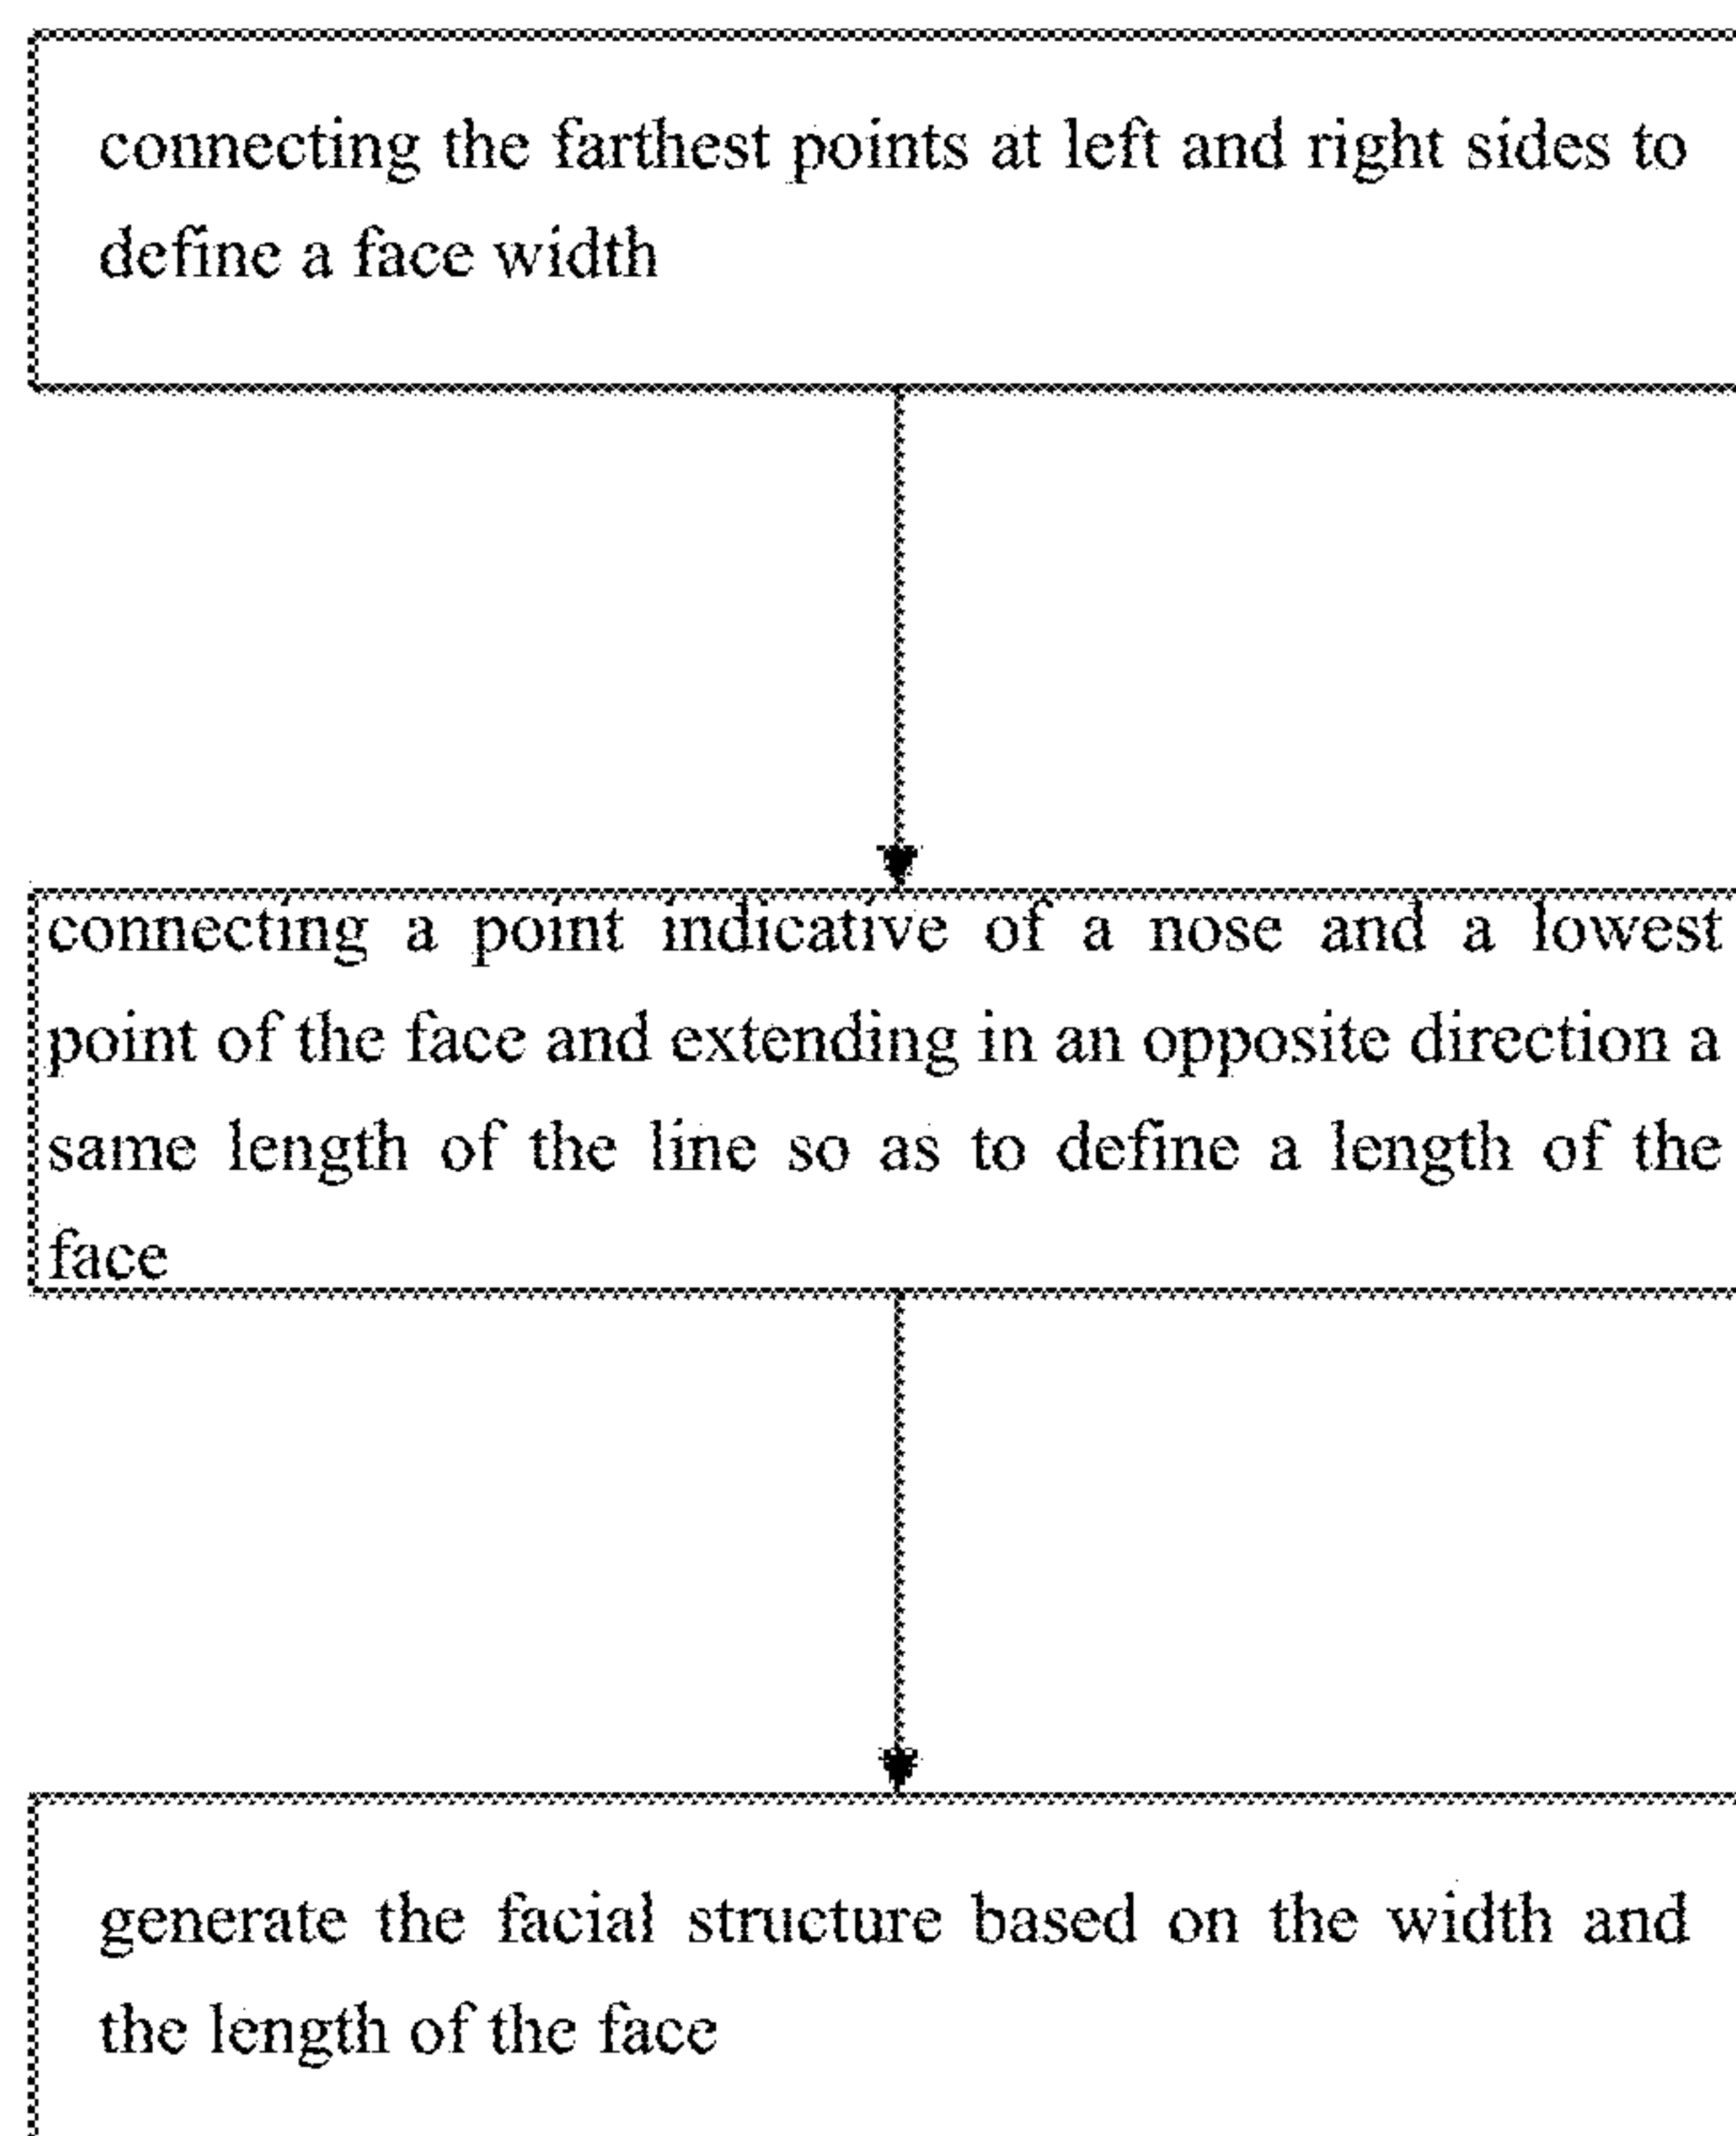 connecting the farthest points at left and right sides to
define a face width
connecting a point indicative of a nose and a lowest
point of the face and extending in an opposite direction a
same length of the line so as to define a length of the
face
generate the facial structure based on the width and
the length of the face